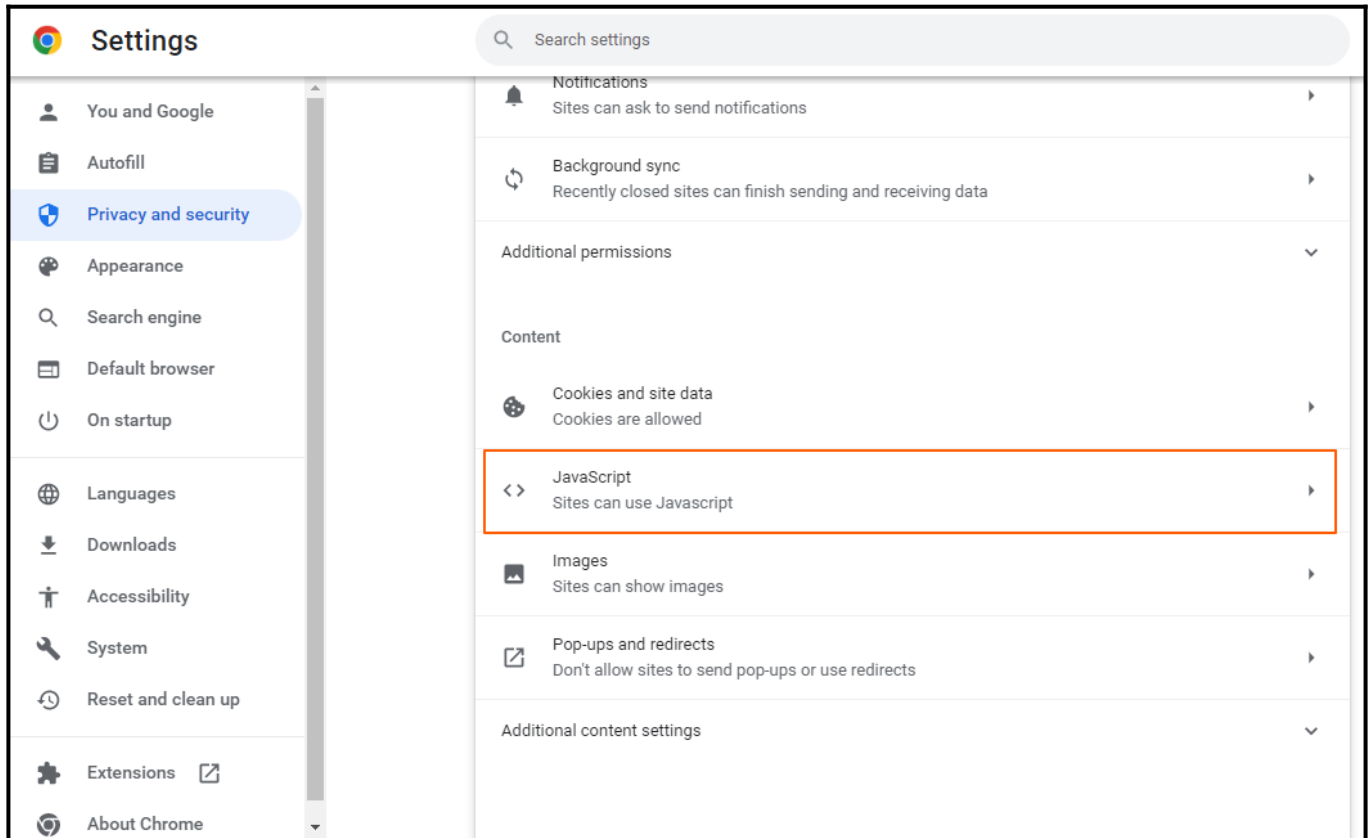 Settings
Search settings
You and Google
Autofill
Privacy and security
Appearance
Search engine
Default browser
On startup
Languages
Downloads
Accessibility
System
Reset and clean up
Extensions
About Chrome
Notifications
Sites can ask to send notifications
Background sync
Recently closed sites can finish sending and receiving data
Additional permissions
Content
Cookies and site data
Cookies are allowed
JavaScript
Sites can use Javascript
Images
Sites can show images
Pop-ups and redirects
Don't allow sites to send pop-ups or use redirects
Additional content settings